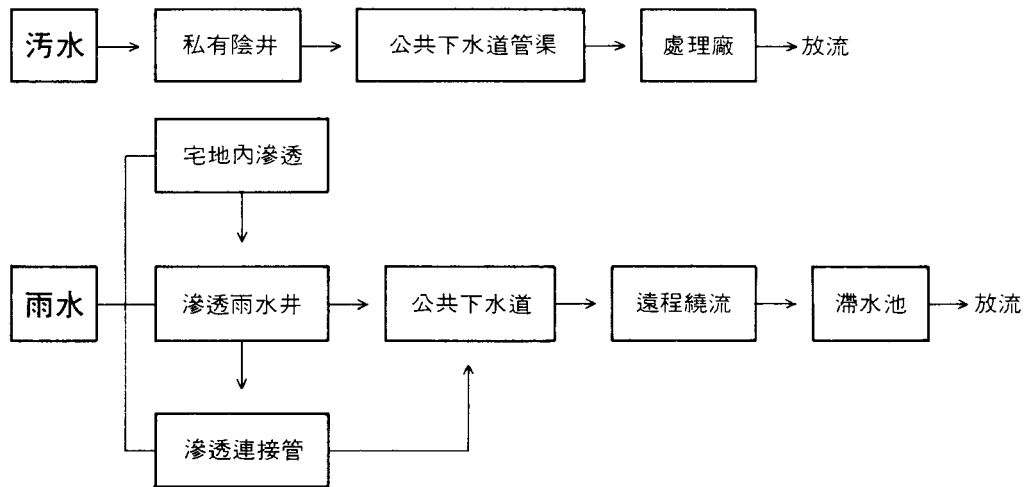 汚水
私有陰井
公共下水道管渠
處理廠
放流
宅地內滲透
雨水
滲透雨水井
公共下水道
遠程繞流
滯水池
放流
滲透連接管